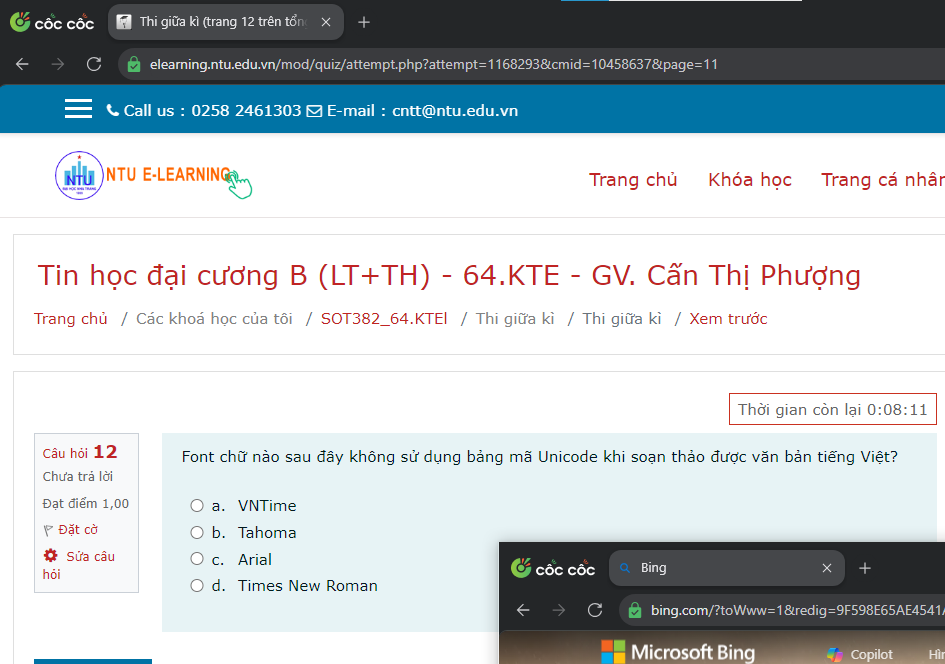 cốc cốc
Thi giữa kì (trang 12 trên tổn
elearning.ntu.edu.vn/mod/quiz/attempt.php?attempt=1168293&cmid=10458637&page=11
Call us : 0258 2461303 E-mail : cntt@ntu.edu.vn
NTU
NTU E-LEARNING
Trang chủ Khóa học Trang cá nhân
Tin học đại cương B (LT+TH) - 64.KTE - GV. Cấn Thị Phượng
Trang chủ / Các khoá học của tôi / SOT382_64.KTEl / Thi giữa kì / Thi giữa kì / Xem trước
Thời gian còn lại 0:08:11
Câu hỏi 12
Chưa trả lời
Đạt điểm 1,00
Đặt cờ
Sửa câu
hỏi
Font chữ nào sau đây không sử dụng bảng mã Unicode khi soạn thảo được văn bản tiếng Việt?
a. VNTime
b. Tahoma
c. Arial
d. Times New Roman
cốc cốc
Bing
bing.com/?toWww=1&redig=9F598E65AE4541
Microsoft Bing
Copilot
Hìn